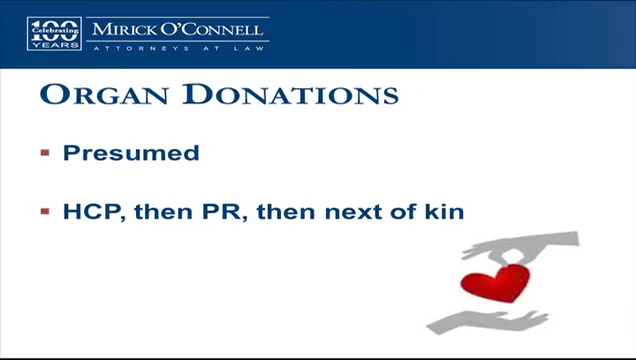 Celebrating
100
YEARS
MIRICK O'CONNELL
ATTORNEYS AT LAW
ORGAN DONATIONS
Presumed
HCP, then PR, then next of kin